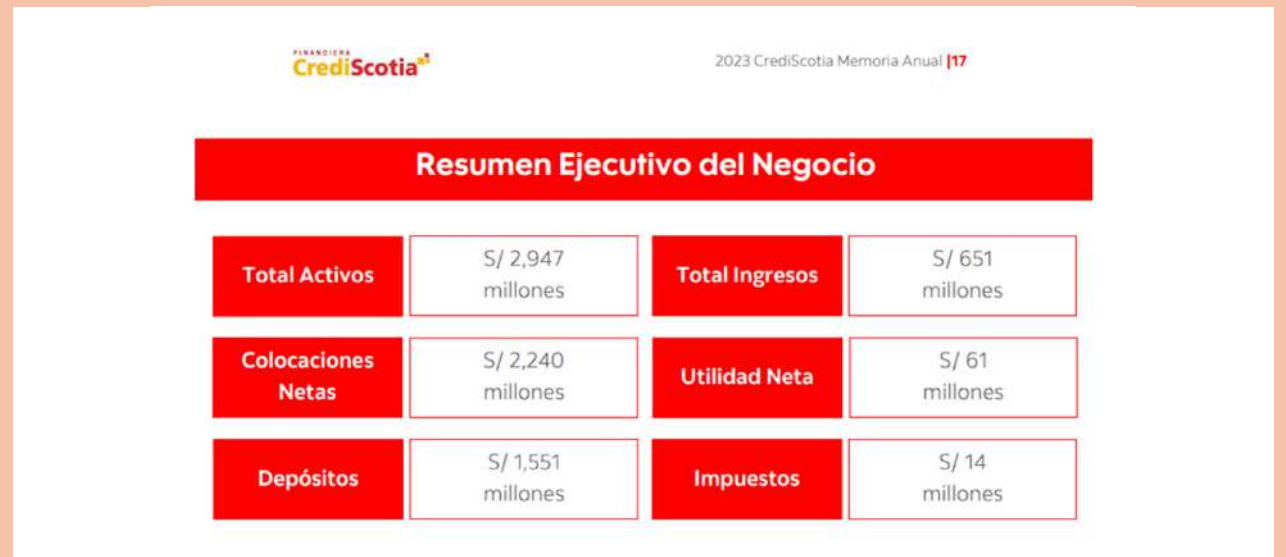 FINANCIERA
CrediScotia
2023 CrediScotia Memoria Anual |17
Resumen Ejecutivo del Negocio
Total Activos
S/ 2,947
millones
Total Ingresos
S/ 651
millones
Colocaciones
Netas
S/ 2,240
millones
Utilidad Neta
S/ 61
millones
Depósitos
S/ 1,551
millones
Impuestos
S/ 14
millones